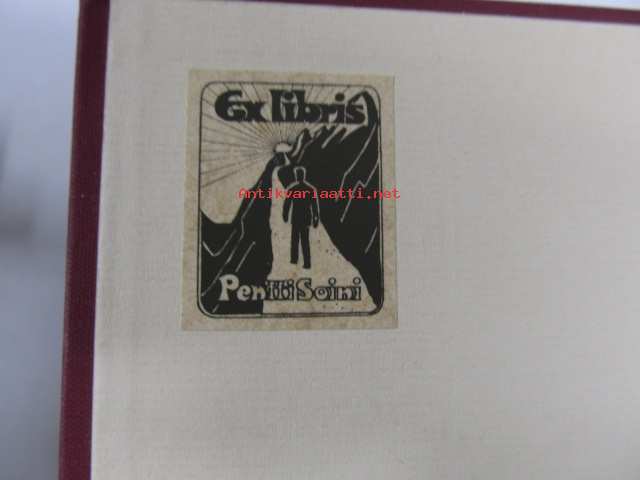 Ex libris
Antikvariaatti.net
Pentti Soini